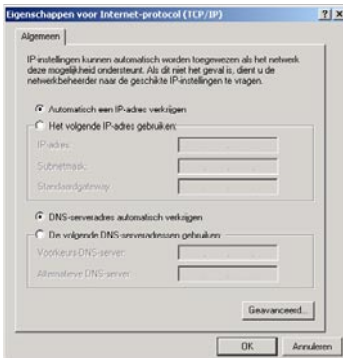 Eigenschappen voor Internet-protocol (TCP/IP)
Algemeen
IP-instellingen kunnen automatisch worden toegewezen als het netwerk
deze mogelijkheid ondersteunt. Als dit niet het geval is, dient u de
netwerkbeheerder naar de geschikte IP-instellingen te vragen.
Automatisch een IP-adres verkrijgen
Het volgende IP-adres gebruiken:
IP-adres:
Subnetmask:
Standaardgateway:
DNS-serveradres automatisch verkrijgen
De volgende DNS-serveradressen gebruiken:
Voorkeurs-DNS-server:
Alternatieve DNS-server:
Geavanceerd...
OK
Annuleren